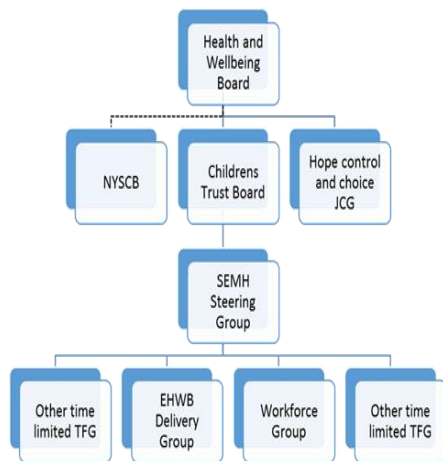 Health and
Wellbeing
Board
NYSCB
Childrens
Trust Board
Hope control
and choice
JCG
SEMH
Steering
Group
Other time
limited TFG
EHWB
Delivery
Group
Workforce
Group
Other time
limited TFG